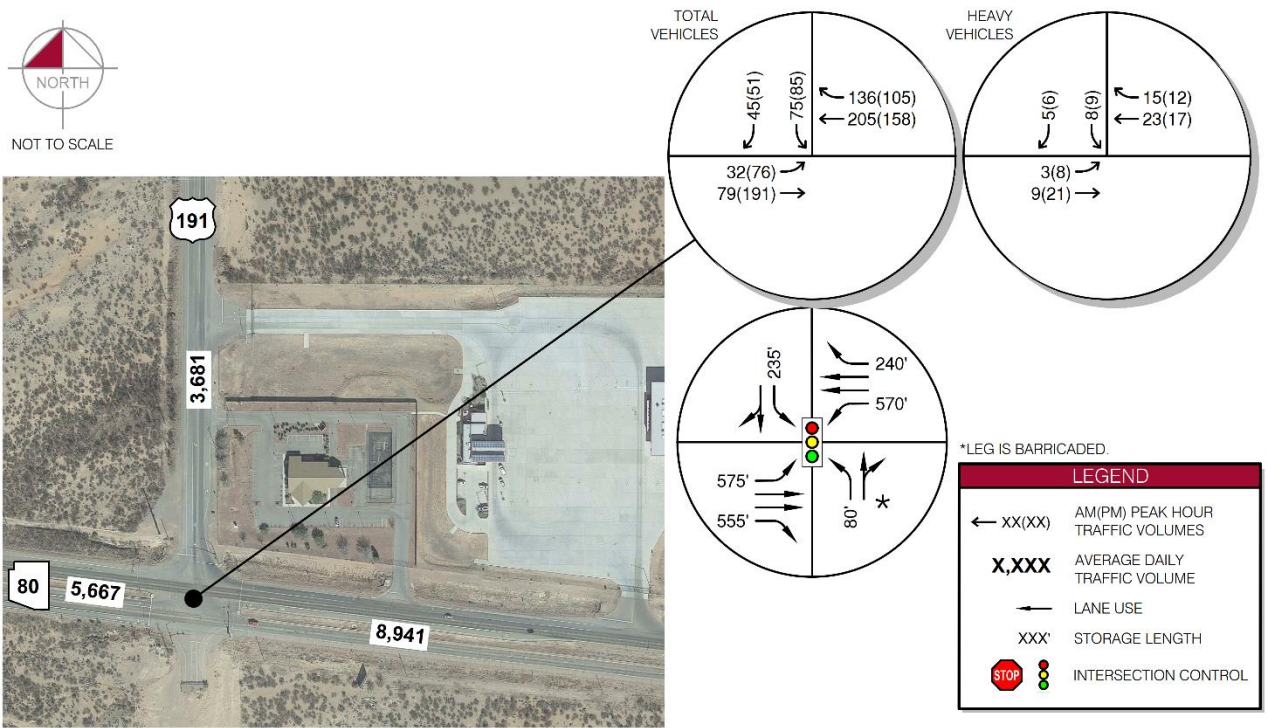 NORTH
NOT TO SCALE
TOTAL
VEHICLES
45(51)
75(85)
136(105)
205(158)
32(76)
79(191)
HEAVY
VEHICLES
5(6)
8(9)
15(12)
23(17)
3(8)
9(21)
191
3,681
80
5,667
8,941
235'
240'
570'
575'
555'
80'
*
*LEG IS BARRICADED.
LEGEND
XX(XX)
AM(PM) PEAK HOUR
TRAFFIC VOLUMES
X,XXX
AVERAGE DAILY
TRAFFIC VOLUME
LANE USE
XXX'
STORAGE LENGTH
STOP
INTERSECTION CONTROL